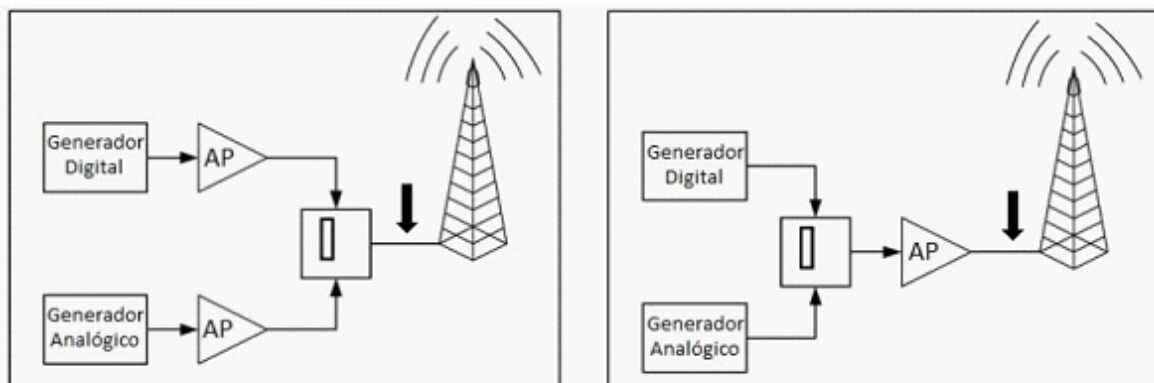 Generador
Digital
AP
Generador
Analógico
AP
Generador
Digital
AP
Generador
Analógico